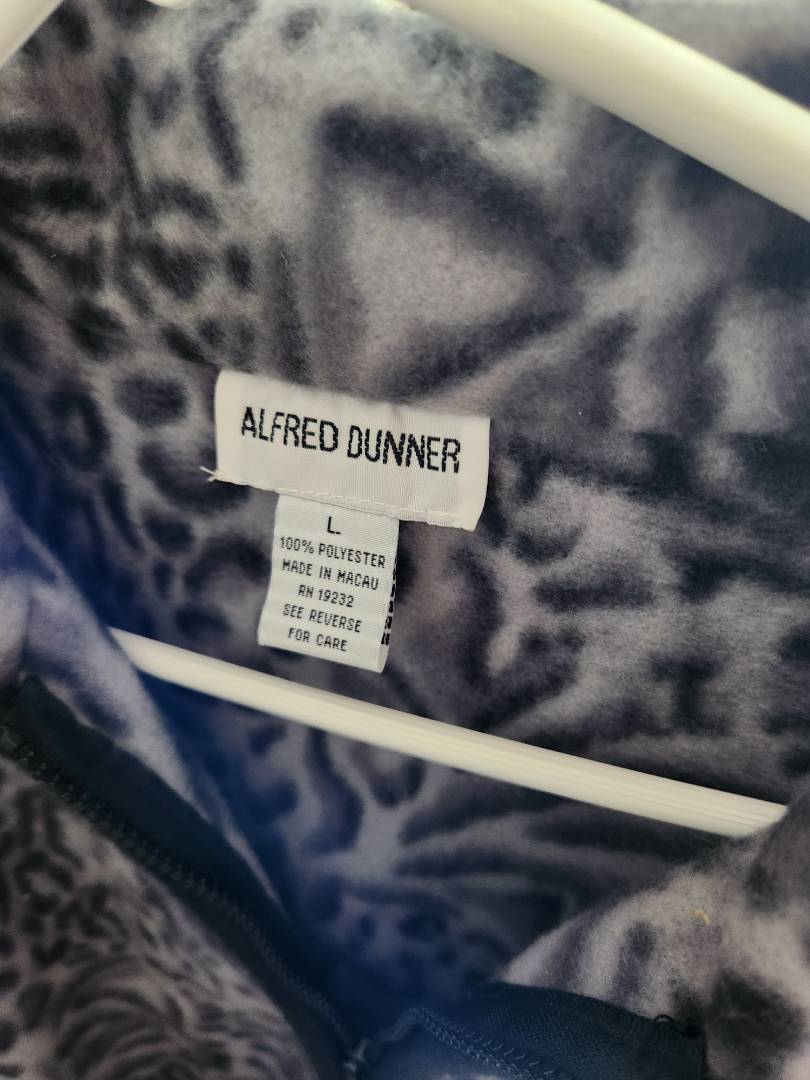 ALFRED DUNNER
L
100% POLYESTER
MADE IN MACAU
RN 19232
SEE REVERSE
FOR CARE